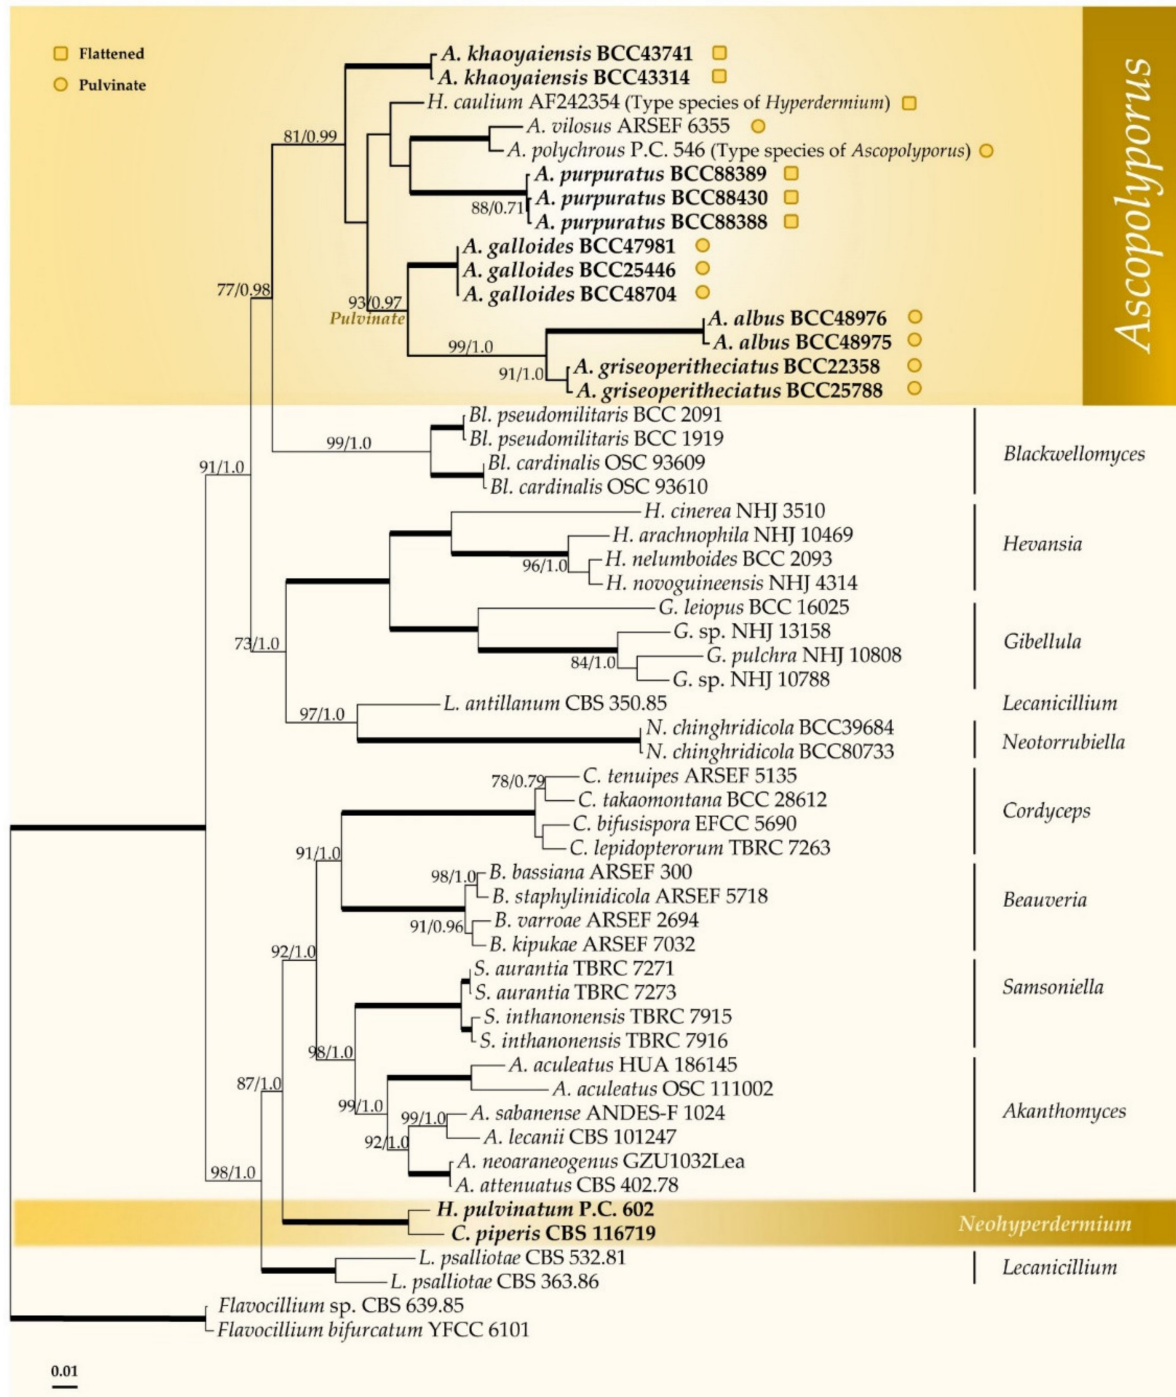 Flattened
Pulvinate
A. khaoyaiensis BCC43741
A. khaoyaiensis BCC43314
H. caulium AF242354 (Type species of Hyperdermium)
81/0.99
A. vilosus ARSEF 6355
A. polychrous P.C. 546 (Type species of Ascopolyporus)
A. purpuratus BCC88389
A. purpuratus BCC88430
88/0.71
A. purpuratus BCC88388
A. galloides BCC47981
A. galloides BCC25446
77/0.98
A. galloides BCC48704
93/0.97
Pulvinate
A. albus BCC48976
99/1.0
A. albus BCC48975
A. griseoperitheciatus BCC22358
91/1.0
A. griseoperitheciatus BCC25788
Ascopolyporus
Bl. pseudomilitaris BCC 2091
Bl. pseudomilitaris BCC 1919
99/1.0
Blackwellomyces
Bl. cardinalis OSC 93609
91/1.0
Bl. cardinalis OSC 93610
H. cinerea NHJ 3510
H. arachnophila NHJ 10469
Hevansia
H. nelumboides BCC 2093
96/1.0
H. novoguineensis NHJ 4314
G. leiopus BCC 16025
G. sp. NHJ 13158
73/1.0
Gibellula
G. pulchra NHJ 10808
84/1.0
G. sp. NHJ 10788
L. antillanum CBS 350.85
Lecanicillium
97/1.0
N. chinghridicola BCC39684
Neotorrubiella
N. chinghridicola BCC80733
C. tenuipes ARSEF 5135
78/0.79
C. takaomontana BCC 28612
Cordyceps
C. bifusispora EFCC 5690
C. lepidopterorum TBRC 7263
91/1.0
B. bassiana ARSEF 300
98/1.0
B. staphylinidicola ARSEF 5718
Beauveria
B. varroae ARSEF 2694
91/0.96
B. kipukae ARSEF 7032
92/1.0
S. aurantia TBRC 7271
S. aurantia TBRC 7273
Samsoniella
S. inthanonensis TBRC 7915
S. inthanonensis TBRC 7916
98/1.0
A. aculeatus HUA 186145
87/1.0
A. aculeatus OSC 111002
99/1.0
A. sabanense ANDES-F 1024
Akanthomyces
99/1.0
A. lecanii CBS 101247
92/1.0
A. neoaraneogenus GZU1032Lea
98/1.0
A. attenuatus CBS 402.78
H. pulvinatum P.C. 602
Neohyperdermium
C. piperis CBS 116719
L. psalliotae CBS 532.81
Lecanicillium
L. psalliotae CBS 363.86
Flavocillium sp. CBS 639.85
Flavocillium bifurcatum YFCC 6101
0.01